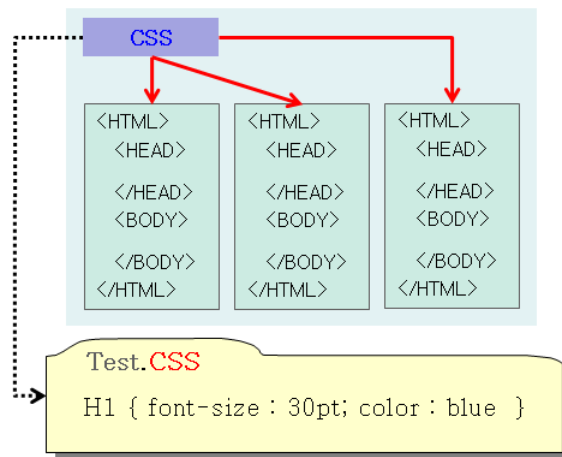 CSS
<HTML>
<HEAD>
</HEAD>
<BODY>
</BODY>
</HTML>
<HTML>
<HEAD>
</HEAD>
<BODY>
</BODY>
</HTML>
<HTML>
<HEAD>
</HEAD>
<BODY>
</BODY>
</HTML>
Test.CSS
H1 { font-size : 30pt; color : blue }